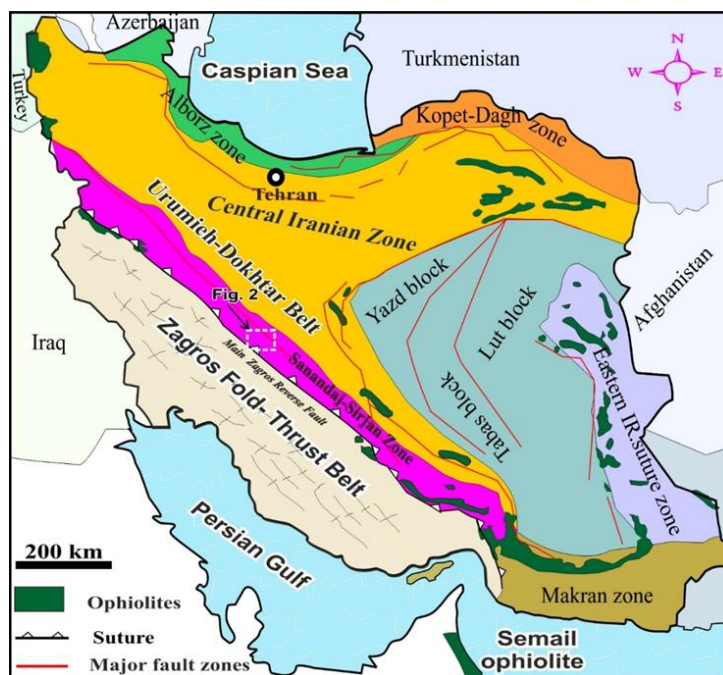 Azerbaijan
Turkmenistan
Caspian Sea
N
W E
S
Turkey
Alborz zone
Kopet-Dagh zone
Tehran
Central Iranian Zone
Urumieh-Dokhtar Belt
Fig. 2
Yazd block
Lut block
Tabas block
Afghanistan
Iraq
Eastern IR.suture zone
Main Zagros Reverse Fault
Sanandaj-Sirjan Zone
Zagros Fold-Thrust Belt
Persian Gulf
200 km
Makran zone
Ophiolites
Suture
Major fault zones
Semail
ophiolite